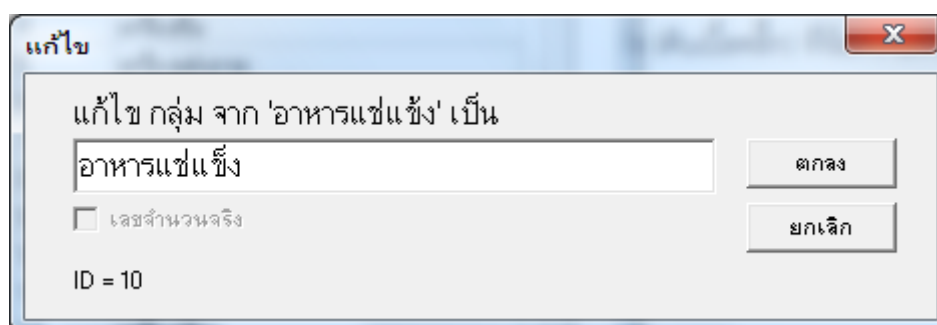 แก้ไข
แก้ไข กลุ่ม จาก 'อาหารแช่แข้ง' เป็น
อาหารแช่แข็ง
ตกลง
เลขจำนวนจริง
ยกเลิก
ID = 10